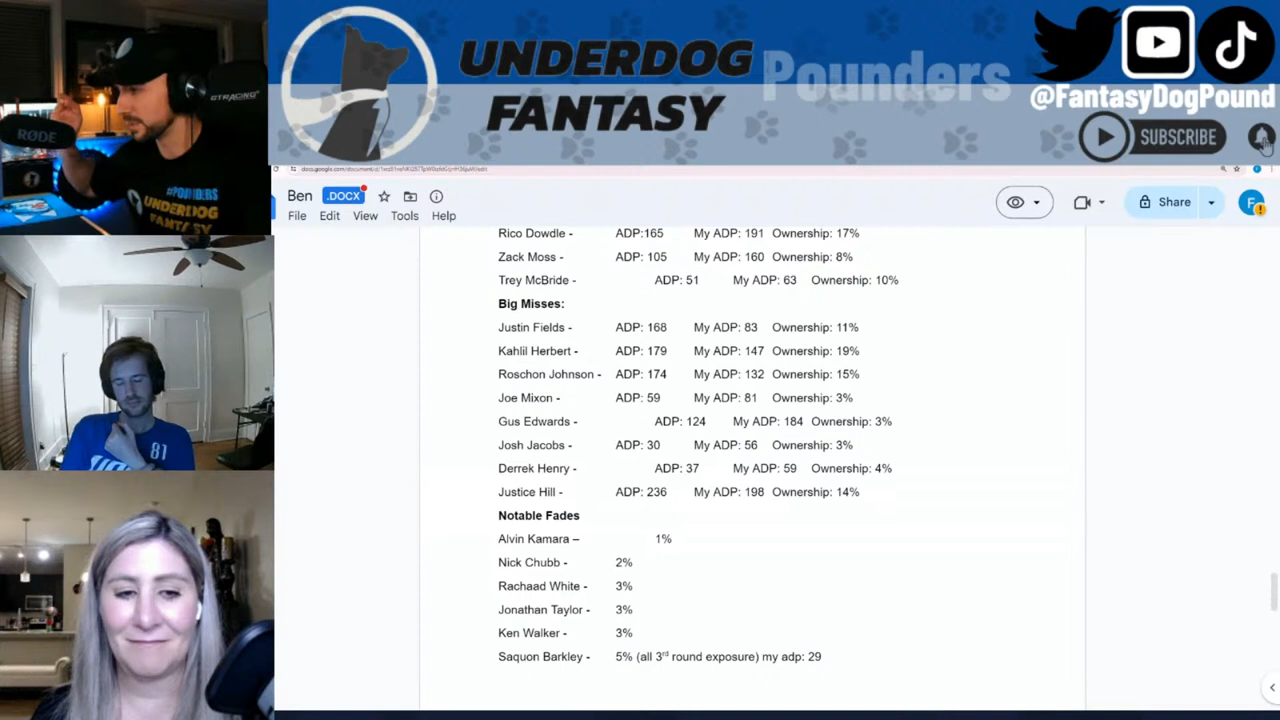 UNDERDOG
FANTASY
Pounders
@FantasyDogPound
SUBSCRIBE
GTRACING
RØDE
#POUNDERS
UNDERDOG
FANTASY
81
Ben .DOCX
File Edit View Tools Help
Share
F
Rico Dowdle - ADP:165 My ADP: 191 Ownership: 17%
Zack Moss - ADP: 105 My ADP: 160 Ownership: 8%
Trey McBride - ADP: 51 My ADP: 63 Ownership: 10%
Big Misses:
Justin Fields - ADP: 168 My ADP: 83 Ownership: 11%
Kahlil Herbert - ADP: 179 My ADP: 147 Ownership: 19%
Roschon Johnson - ADP: 174 My ADP: 132 Ownership: 15%
Joe Mixon - ADP: 59 My ADP: 81 Ownership: 3%
Gus Edwards - ADP: 124 My ADP: 184 Ownership: 3%
Josh Jacobs - ADP: 30 My ADP: 56 Ownership: 3%
Derrek Henry - ADP: 37 My ADP: 59 Ownership: 4%
Justice Hill - ADP: 236 My ADP: 198 Ownership: 14%
Notable Fades
Alvin Kamara – 1%
Nick Chubb - 2%
Rachaad White - 3%
Jonathan Taylor - 3%
Ken Walker - 3%
Saquon Barkley - 5% (all 3rd round exposure) my adp: 29